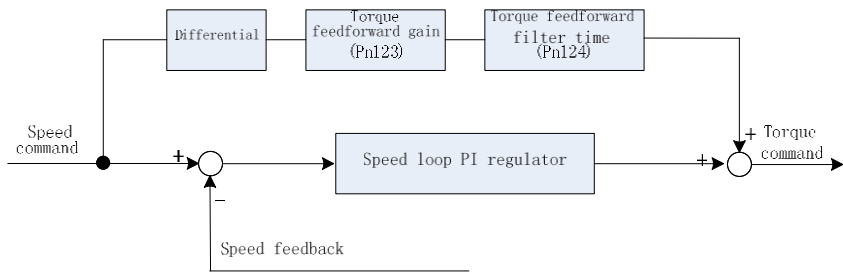 Differential
Torque
feedforward gain
(Pn123)
Torque feedforward
filter time
(Pn124)
Speed
command
+
−
Speed loop PI regulator
+
+
Torque
command
Speed feedback